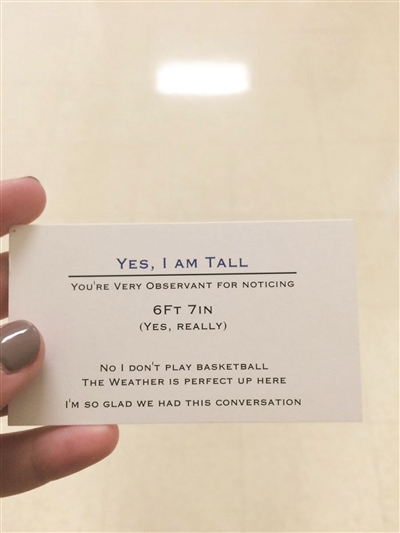 Yes, I am Tall
You're Very Observant for noticing
6Ft 7in
(Yes, really)
No I don't play basketball
The Weather is perfect up here
I'm so glad we had this conversation